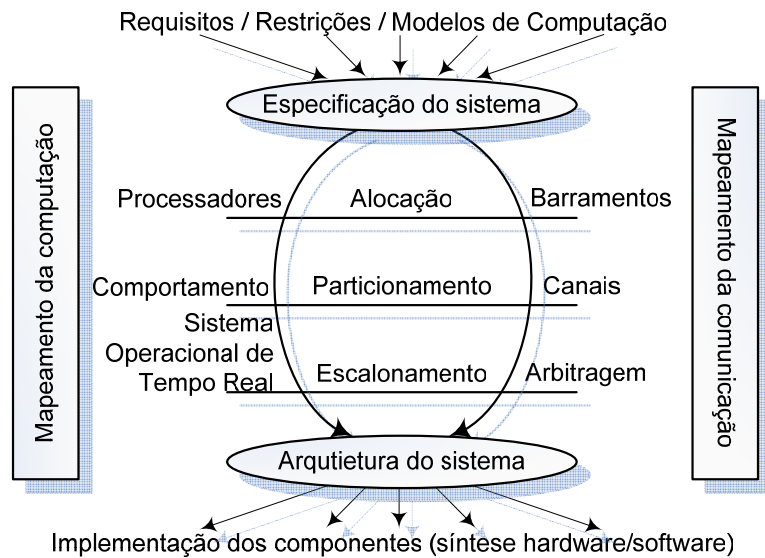 Requisitos / Restrições / Modelos de Computação
Especificação do sistema
Mapeamento da computação
Mapeamento da comunicação
Processadores
Alocação
Barramentos
Comportamento
Particionamento
Canais
Sistema
Operacional de
Tempo Real
Escalonamento
Arbitragem
Arqutietura do sistema
Implementação dos componentes (síntese hardware/software)